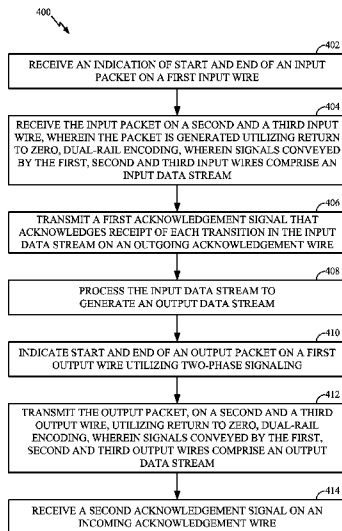 400
402
RECEIVE AN INDICATION OF START AND END OF AN INPUT
PACKET ON A FIRST INPUT WIRE
404
RECEIVE THE INPUT PACKET ON A SECOND AND A THIRD INPUT
WIRE, WHEREIN THE PACKET IS GENERATED UTILIZING RETURN
TO ZERO, DUAL-RAIL ENCODING, WHEREIN SIGNALS CONVEYED
BY THE FIRST, SECOND AND THIRD INPUT WIRES COMPRISE AN
INPUT DATA STREAM
406
TRANSMIT A FIRST ACKNOWLEDGEMENT SIGNAL THAT
ACKNOWLEDGES RECEIPT OF EACH TRANSITION IN THE INPUT
DATA STREAM ON AN OUTGOING ACKNOWLEDGEMENT WIRE
408
PROCESS THE INPUT DATA STREAM TO
GENERATE AN OUTPUT DATA STREAM
410
INDICATE START AND END OF AN OUTPUT PACKET ON A FIRST
OUTPUT WIRE UTILIZING TWO-PHASE SIGNALING
412
TRANSMIT THE OUTPUT PACKET, ON A SECOND AND A THIRD
OUTPUT WIRE, UTILIZING RETURN TO ZERO, DUAL-RAIL
ENCODING, WHEREIN SIGNALS CONVEYED BY THE FIRST,
SECOND AND THIRD OUTPUT WIRES COMPRISE AN OUTPUT
DATA STREAM
414
RECEIVE A SECOND ACKNOWLEDGEMENT SIGNAL ON AN
INCOMING ACKNOWLEDGEMENT WIRE